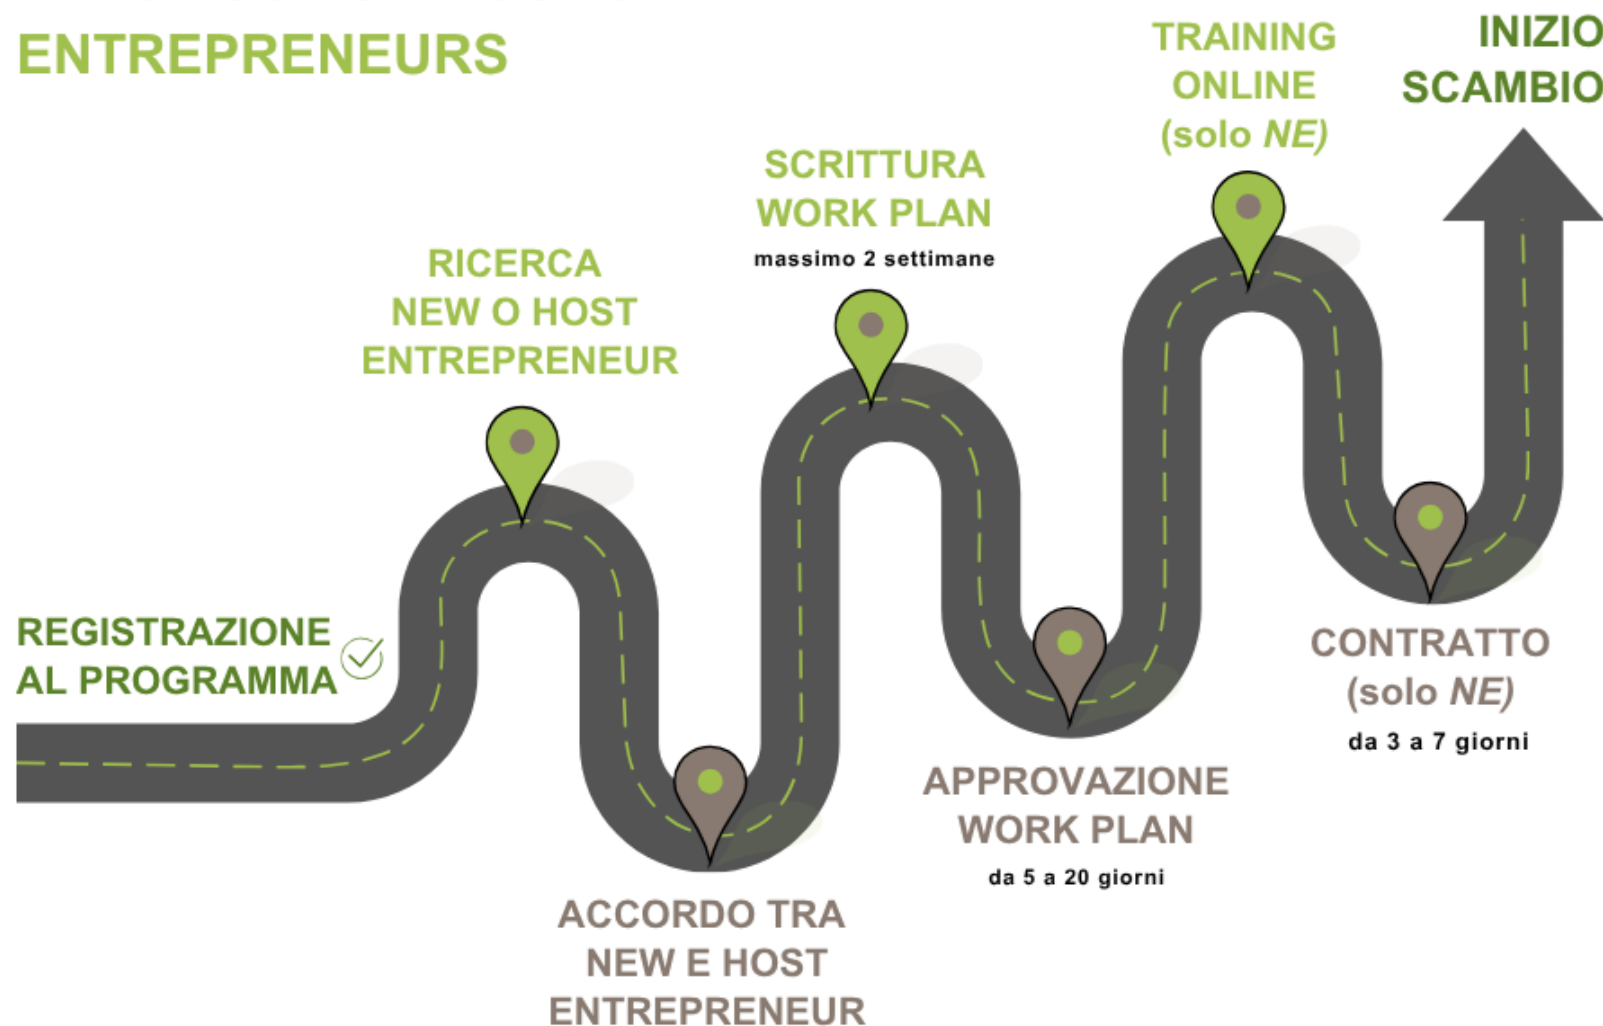 ENTREPRENEURS
REGISTRAZIONE
AL PROGRAMMA
RICERCA
NEW O HOST
ENTREPRENEUR
ACCORDO TRA
NEW E HOST
ENTREPRENEUR
SCRITTURA
WORK PLAN
massimo 2 settimane
APPROVAZIONE
WORK PLAN
da 5 a 20 giorni
TRAINING
ONLINE
(solo NE)
CONTRATTO
(solo NE)
da 3 a 7 giorni
INIZIO
SCAMBIO